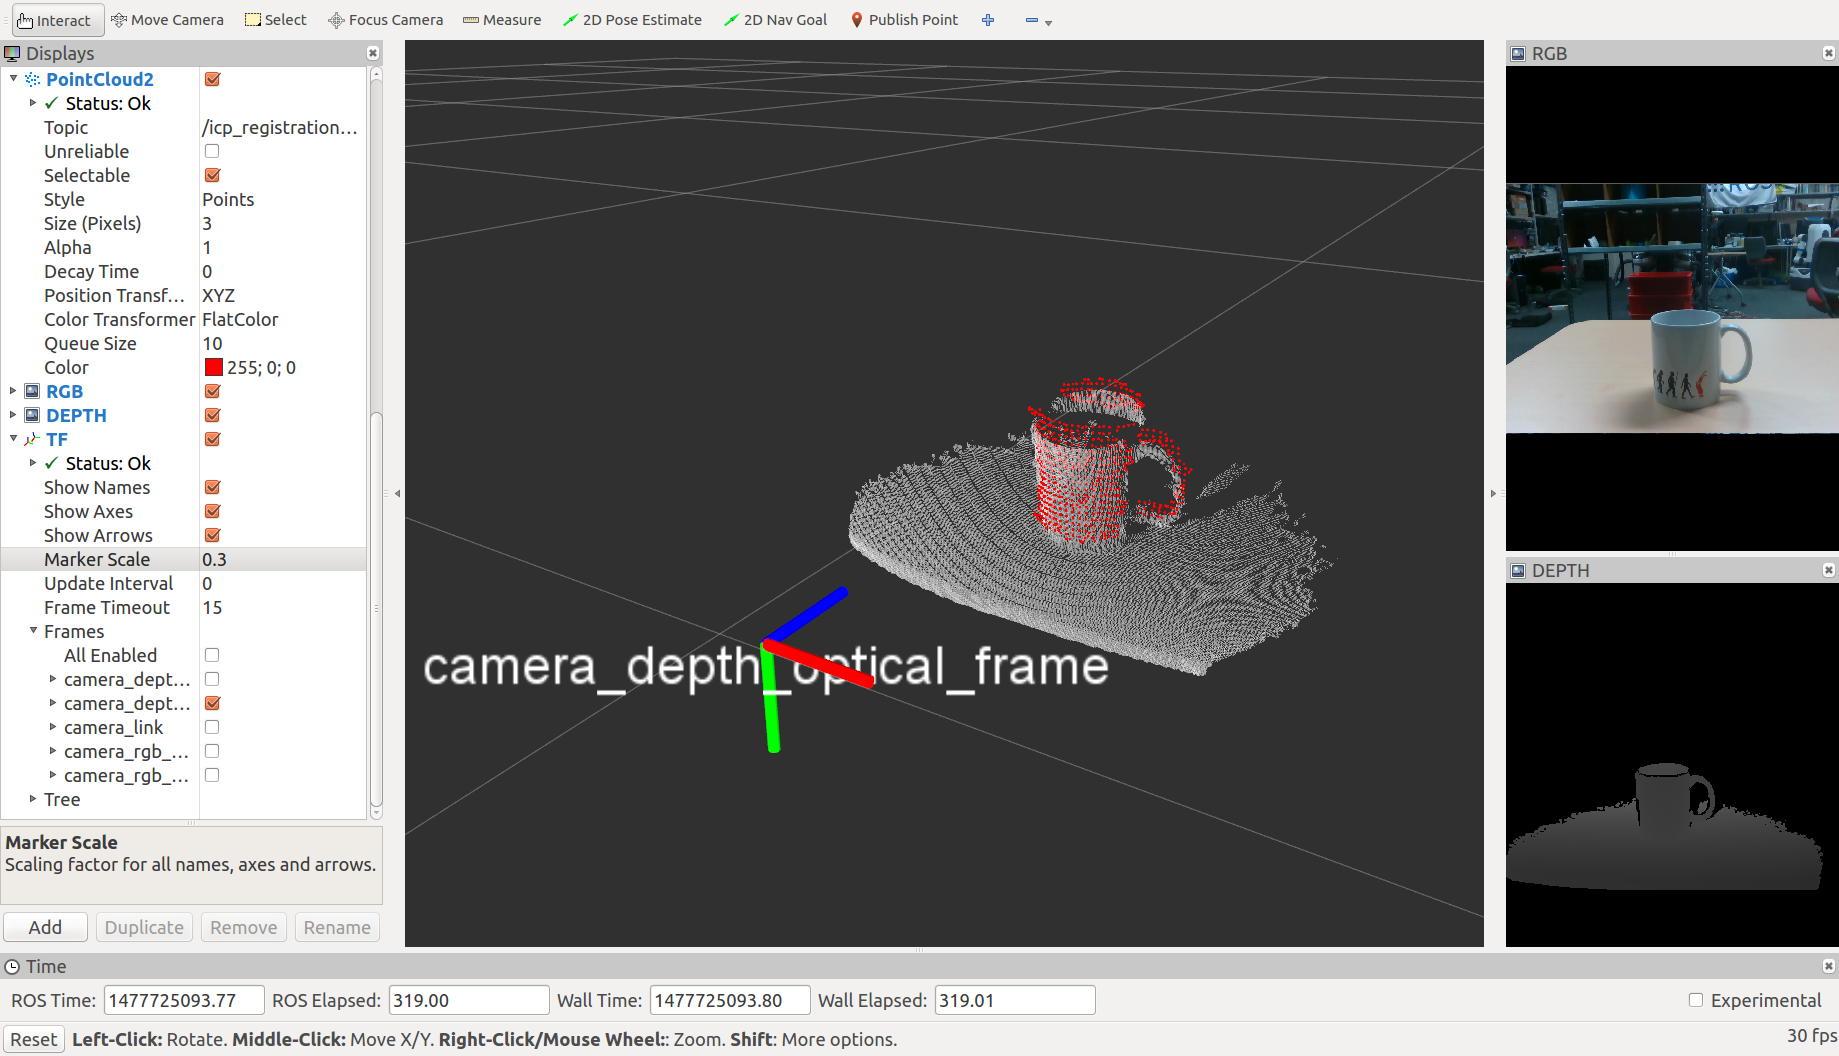 Interact Move Camera Select Focus Camera Measure 2D Pose Estimate 2D Nav Goal Publish Point
Displays
PointCloud2
Status: Ok
Topic /icp_registration...
Unreliable
Selectable
Style Points
Size (Pixels) 3
Alpha 1
Decay Time 0
Position Transf... XYZ
Color Transformer FlatColor
Queue Size 10
Color 255; 0; 0
RGB
DEPTH
TF
Status: Ok
Show Names
Show Axes
Show Arrows
Marker Scale 0.3
Update Interval 0
Frame Timeout 15
Frames
All Enabled
camera_dept...
camera_dept...
camera_link
camera_rgb_...
camera_rgb_...
Tree
Marker Scale
Scaling factor for all names, axes and arrows.
Add Duplicate Remove Rename
camera_depth_optical_frame
RGB
ROS
DEPTH
Time
ROS Time: 1477725093.77 ROS Elapsed: 319.00 Wall Time: 1477725093.80 Wall Elapsed: 319.01 Experimental
Reset Left-Click: Rotate. Middle-Click: Move X/Y. Right-Click/Mouse Wheel:: Zoom. Shift: More options. 30 fps